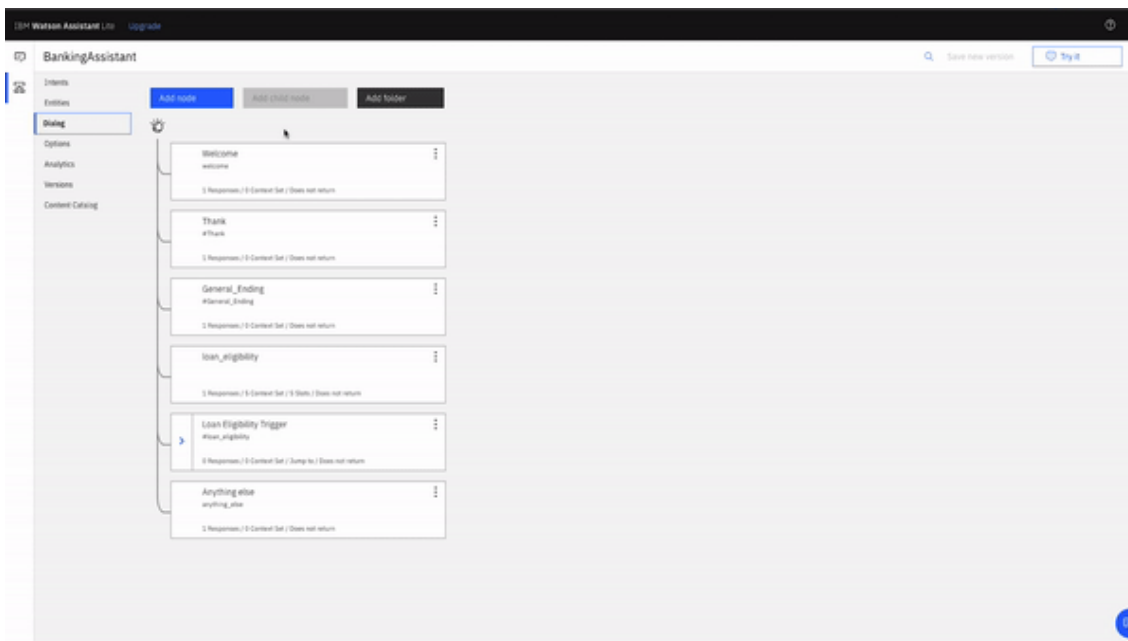 IBM Watson Assistant Lite Upgrade
BankingAssistant
Save new version
Try it
Intents
Entities
Dialog
Options
Analytics
Versions
Content Catalog
Add node
Add child node
Add folder
Welcome
welcome
1 Responses / 0 Context Set / Does not return
Thank
#Thank
1 Responses / 0 Context Set / Does not return
General_Ending
#General_Ending
1 Responses / 0 Context Set / Does not return
loan_eligibility
1 Responses / 5 Context Set / 5 Slots / Does not return
Loan Eligibility Trigger
#loan_eligibility
0 Responses / 0 Context Set / Jump to / Does not return
Anything else
anything_else
1 Responses / 0 Context Set / Does not return